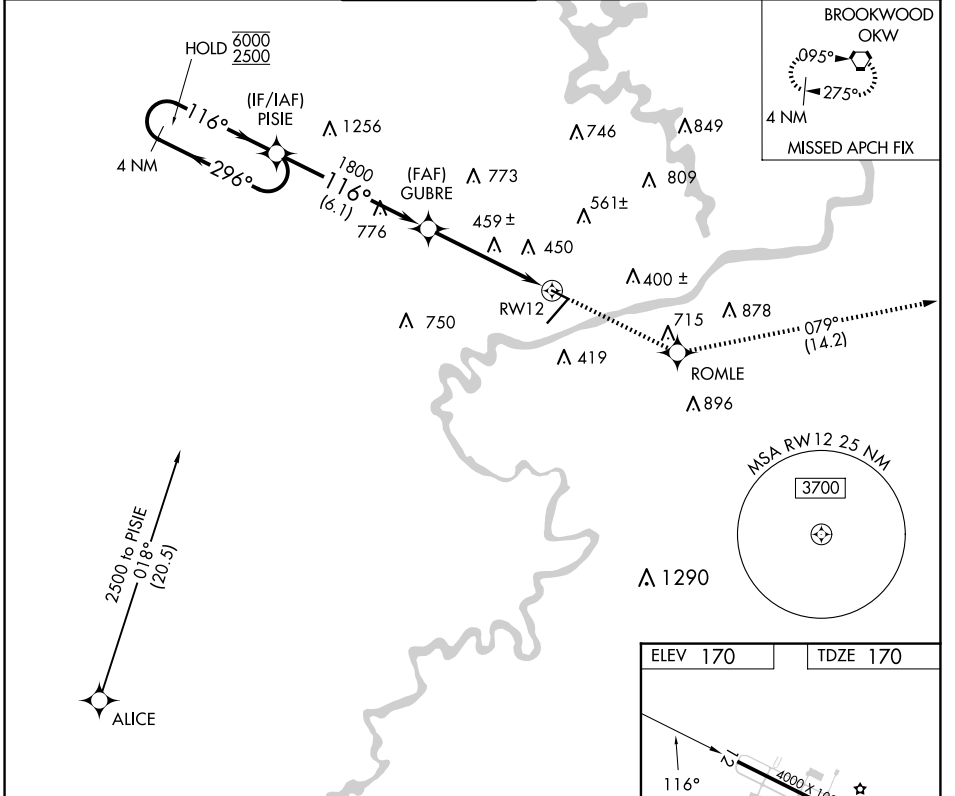 BROOKWOOD
OKW
095°
275°
4 NM
MISSED APCH FIX
HOLD 6000
2500
(IF/IAF)
PISIE
116°
296°
4 NM
1256
746
849
1800
116°
(6.1)
(FAF)
GUBRE
773
809
776
459 ±
561±
450
RW12
400 ±
750
715
878
079°
(14.2)
419
ROMLE
896
MSA RW12 25 NM
3700
2500 to PISIE
018°
(20.5)
1290
ALICE
ELEV 170
TDZE 170
116°
12
4000 X